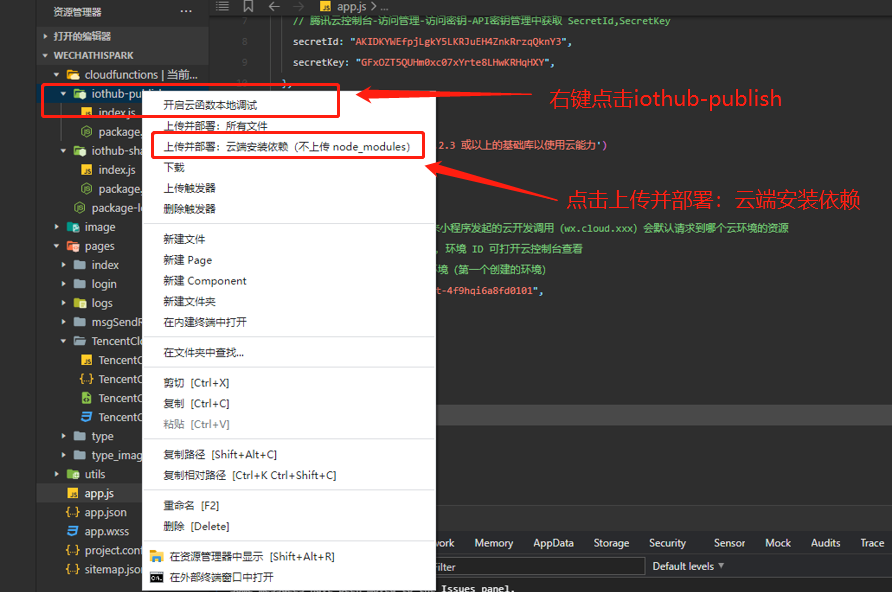 资源管理器
打开的编辑器
WECHATHISPARK
cloudfunctions | 当前...
iothub-publish
index.js
package.
iothub-sha
index.js
package.
package-l
image
pages
index
login
logs
msgSendR
TencentClo
TencentC
TencentC
TencentC
TencentC
type
type_imag
utils
app.js
app.json
app.wxss
project.conf
sitemap.json
app.js > ...
7
// 腾讯云控制台-访问管理-访问密钥-API密钥管理中获取 SecretId,SecretKey
8
secretId: "AKIDKYWEfpjLgkY5LKRJuEH4ZnkRrzqQknY3",
9
secretKey: "GFxOZT5QUHm0xc07xYrte8LHwKRHqHXY",
10
},
2.3 或以上的基础库以使用云能力')
小程序发起的云开发调用（wx.cloud.xxx）会默认请求到哪个云环境的资源
，环境 ID 可打开云控制台查看
环境（第一个创建的环境）
t-4f9hqi6a8fd0101",
开启云函数本地调试
上传并部署：所有文件
上传并部署：云端安装依赖（不上传 node_modules）
下载
上传触发器
删除触发器
新建文件
新建 Page
新建 Component
新建文件夹
在内建终端中打开
在文件夹中查找...
剪切 [Ctrl+X]
复制 [Ctrl+C]
粘贴 [Ctrl+V]
复制路径 [Shift+Alt+C]
复制相对路径 [Ctrl+K Ctrl+Shift+C]
重命名 [F2]
删除 [Delete]
在资源管理器中显示 [Shift+Alt+R]
在外部终端窗口中打开
右键点击iothub-publish
点击上传并部署：云端安装依赖
work Memory AppData Storage Security Sensor Mock Audits Trace
ilter
Default levels
Issues panel.